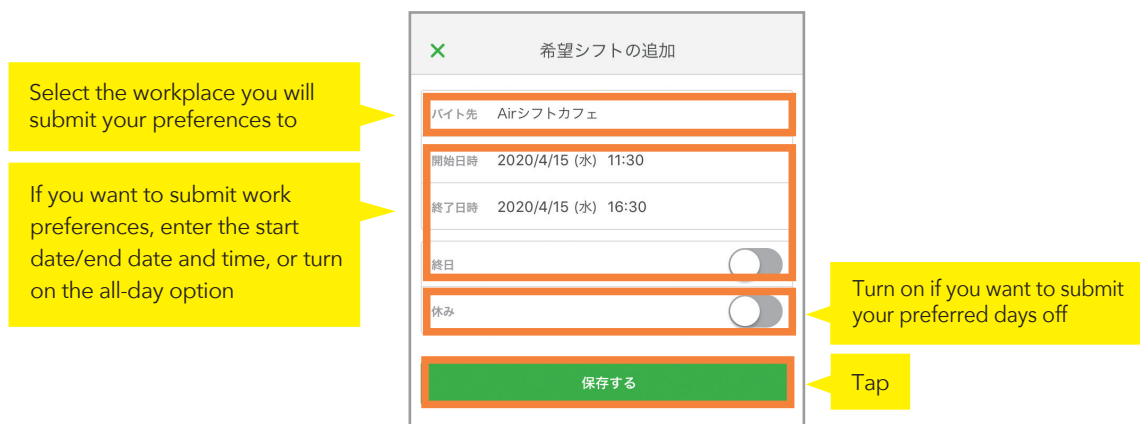 × 希望シフトの追加
Select the workplace you will
submit your preferences to
バイト先 Airシフトカフェ
If you want to submit work
preferences, enter the start
date/end date and time, or turn
on the all-day option
開始日時 2020/4/15 (水) 11:30
終了日時 2020/4/15 (水) 16:30
終日
休み
Turn on if you want to submit
your preferred days off
保存する
Tap